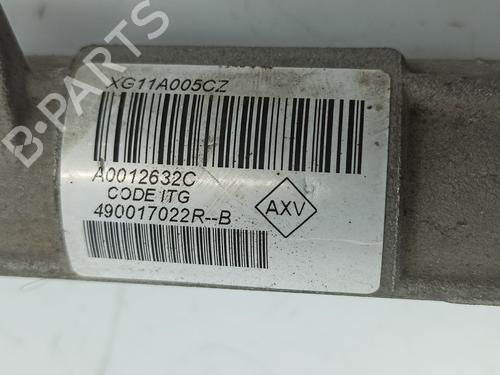 XG11A005CZ
A0012632C
CODE ITG
490017022R--B
AXV
B-PARTS